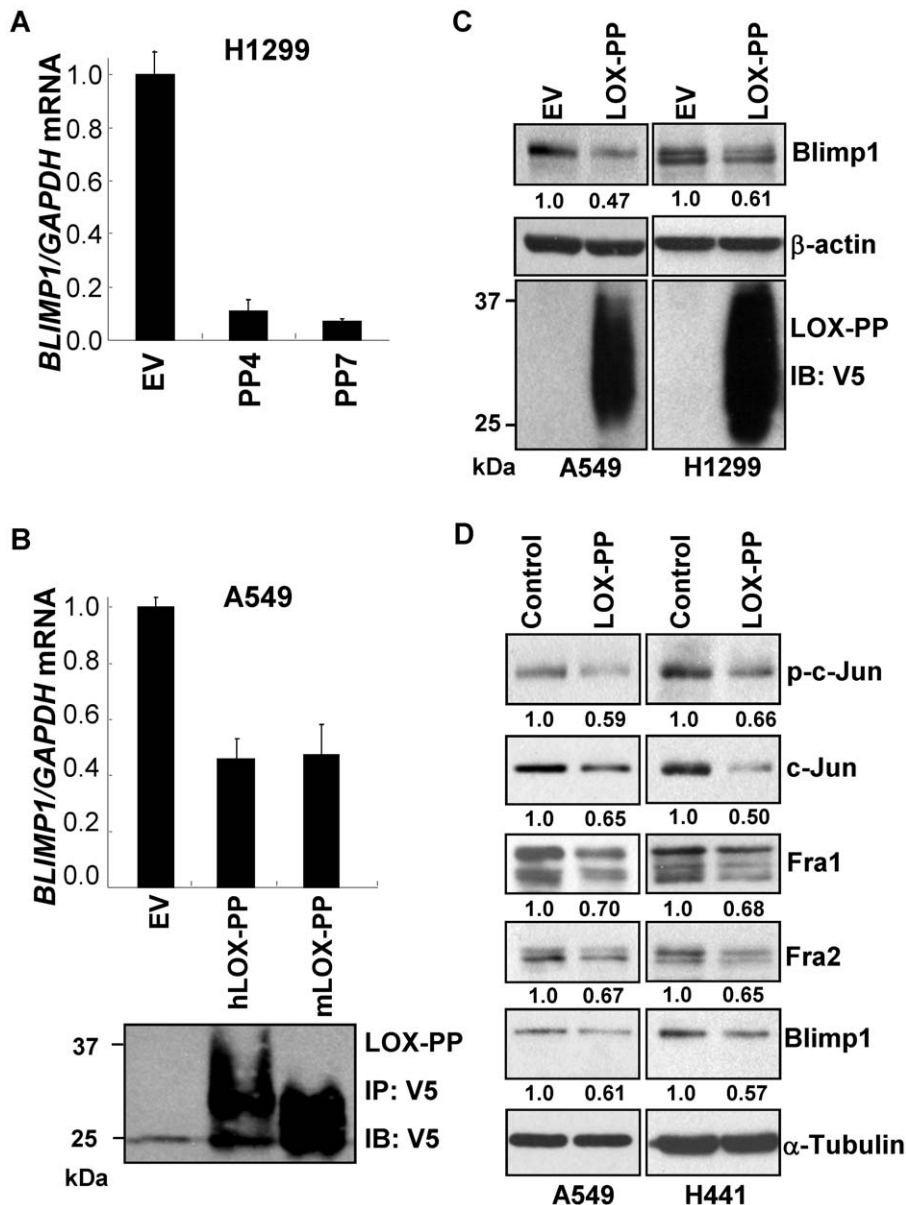 A
H1299
BLIMP1/GAPDH mRNA
1.0
0.8
0.6
0.4
0.2
0.0
EV
PP4
PP7
B
A549
BLIMP1/GAPDH mRNA
1.0
0.8
0.6
0.4
0.2
0.0
EV
hLOX-PP
mLOX-PP
37
25
kDa
LOX-PP
IP: V5
IB: V5
C
EV
LOX-PP
EV
LOX-PP
Blimp1
1.0 0.47 1.0 0.61
β-actin
37
25
kDa
LOX-PP
IB: V5
A549 H1299
D
Control
LOX-PP
Control
LOX-PP
p-c-Jun
1.0 0.59 1.0 0.66
c-Jun
1.0 0.65 1.0 0.50
Fra1
1.0 0.70 1.0 0.68
Fra2
1.0 0.67 1.0 0.65
Blimp1
1.0 0.61 1.0 0.57
α-Tubulin
A549 H441